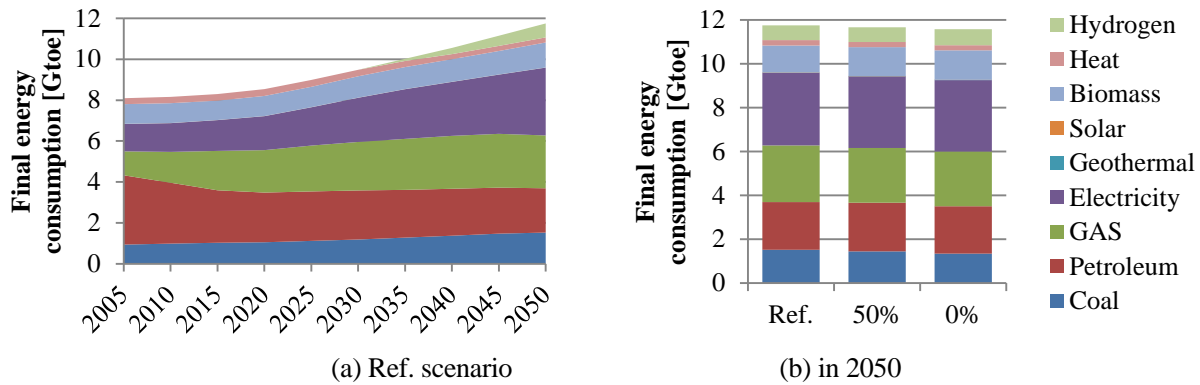 Final energy
consumption [Gtoe]
12
10
8
6
4
2
0
2005
2010
2015
2020
2025
2030
2035
2040
2045
2050
(a) Ref. scenario
Final energy
consumption [Gtoe]
12
10
8
6
4
2
0
Ref.
50%
0%
(b) in 2050
Hydrogen
Heat
Biomass
Solar
Geothermal
Electricity
GAS
Petroleum
Coal